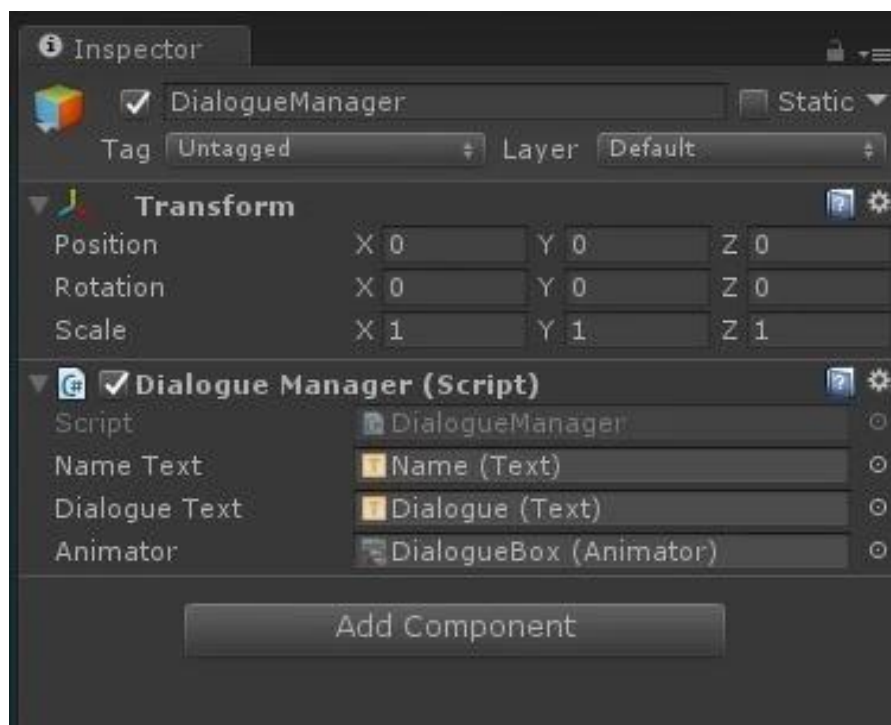 Inspector
DialogueManager Static
Tag Untagged Layer Default
Transform
Position X 0 Y 0 Z 0
Rotation X 0 Y 0 Z 0
Scale X 1 Y 1 Z 1
C# Dialogue Manager (Script)
Script DialogueManager
Name Text T Name (Text)
Dialogue Text T Dialogue (Text)
Animator DialogueBox (Animator)
Add Component